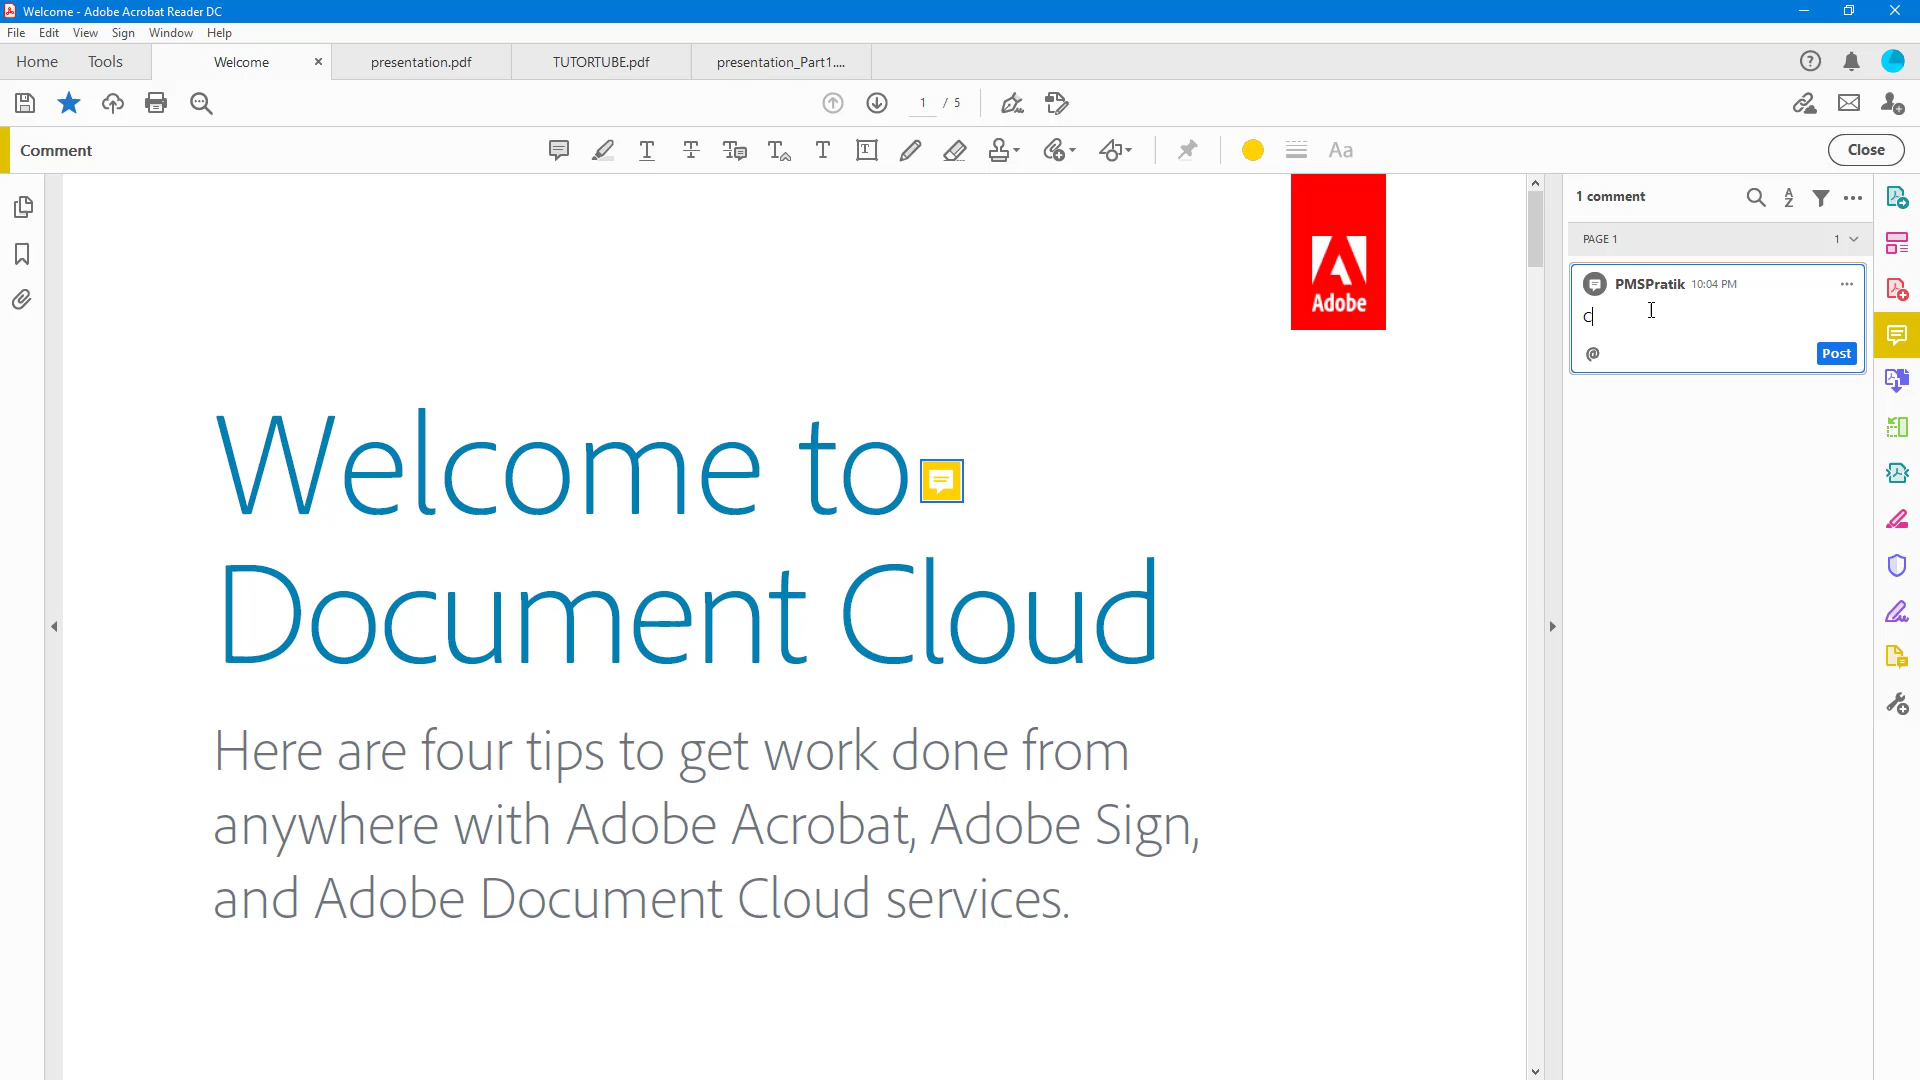 Welcome - Adobe Acrobat Reader DC
File Edit View Sign Window Help
Home Tools Welcome × presentation.pdf TUTORTUBE.pdf presentation_Part1....
1 / 5
Comment Aa Close
1 comment
PAGE 1 1
PMSPratik 10:04 PM
C
@ Post
Adobe
Welcome to
Document Cloud
Here are four tips to get work done from
anywhere with Adobe Acrobat, Adobe Sign,
and Adobe Document Cloud services.